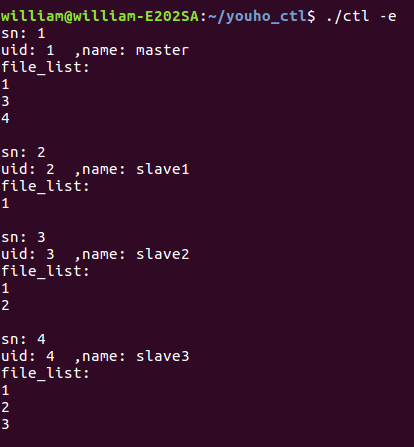 william@william-E202SA:~/youho_ctl$ ./ctl -e
sn: 1
uid: 1  ,name: master
file_list:
1
3
4

sn: 2
uid: 2  ,name: slave1
file_list:
1

sn: 3
uid: 3  ,name: slave2
file_list:
1
2

sn: 4
uid: 4  ,name: slave3
file_list:
1
2
3